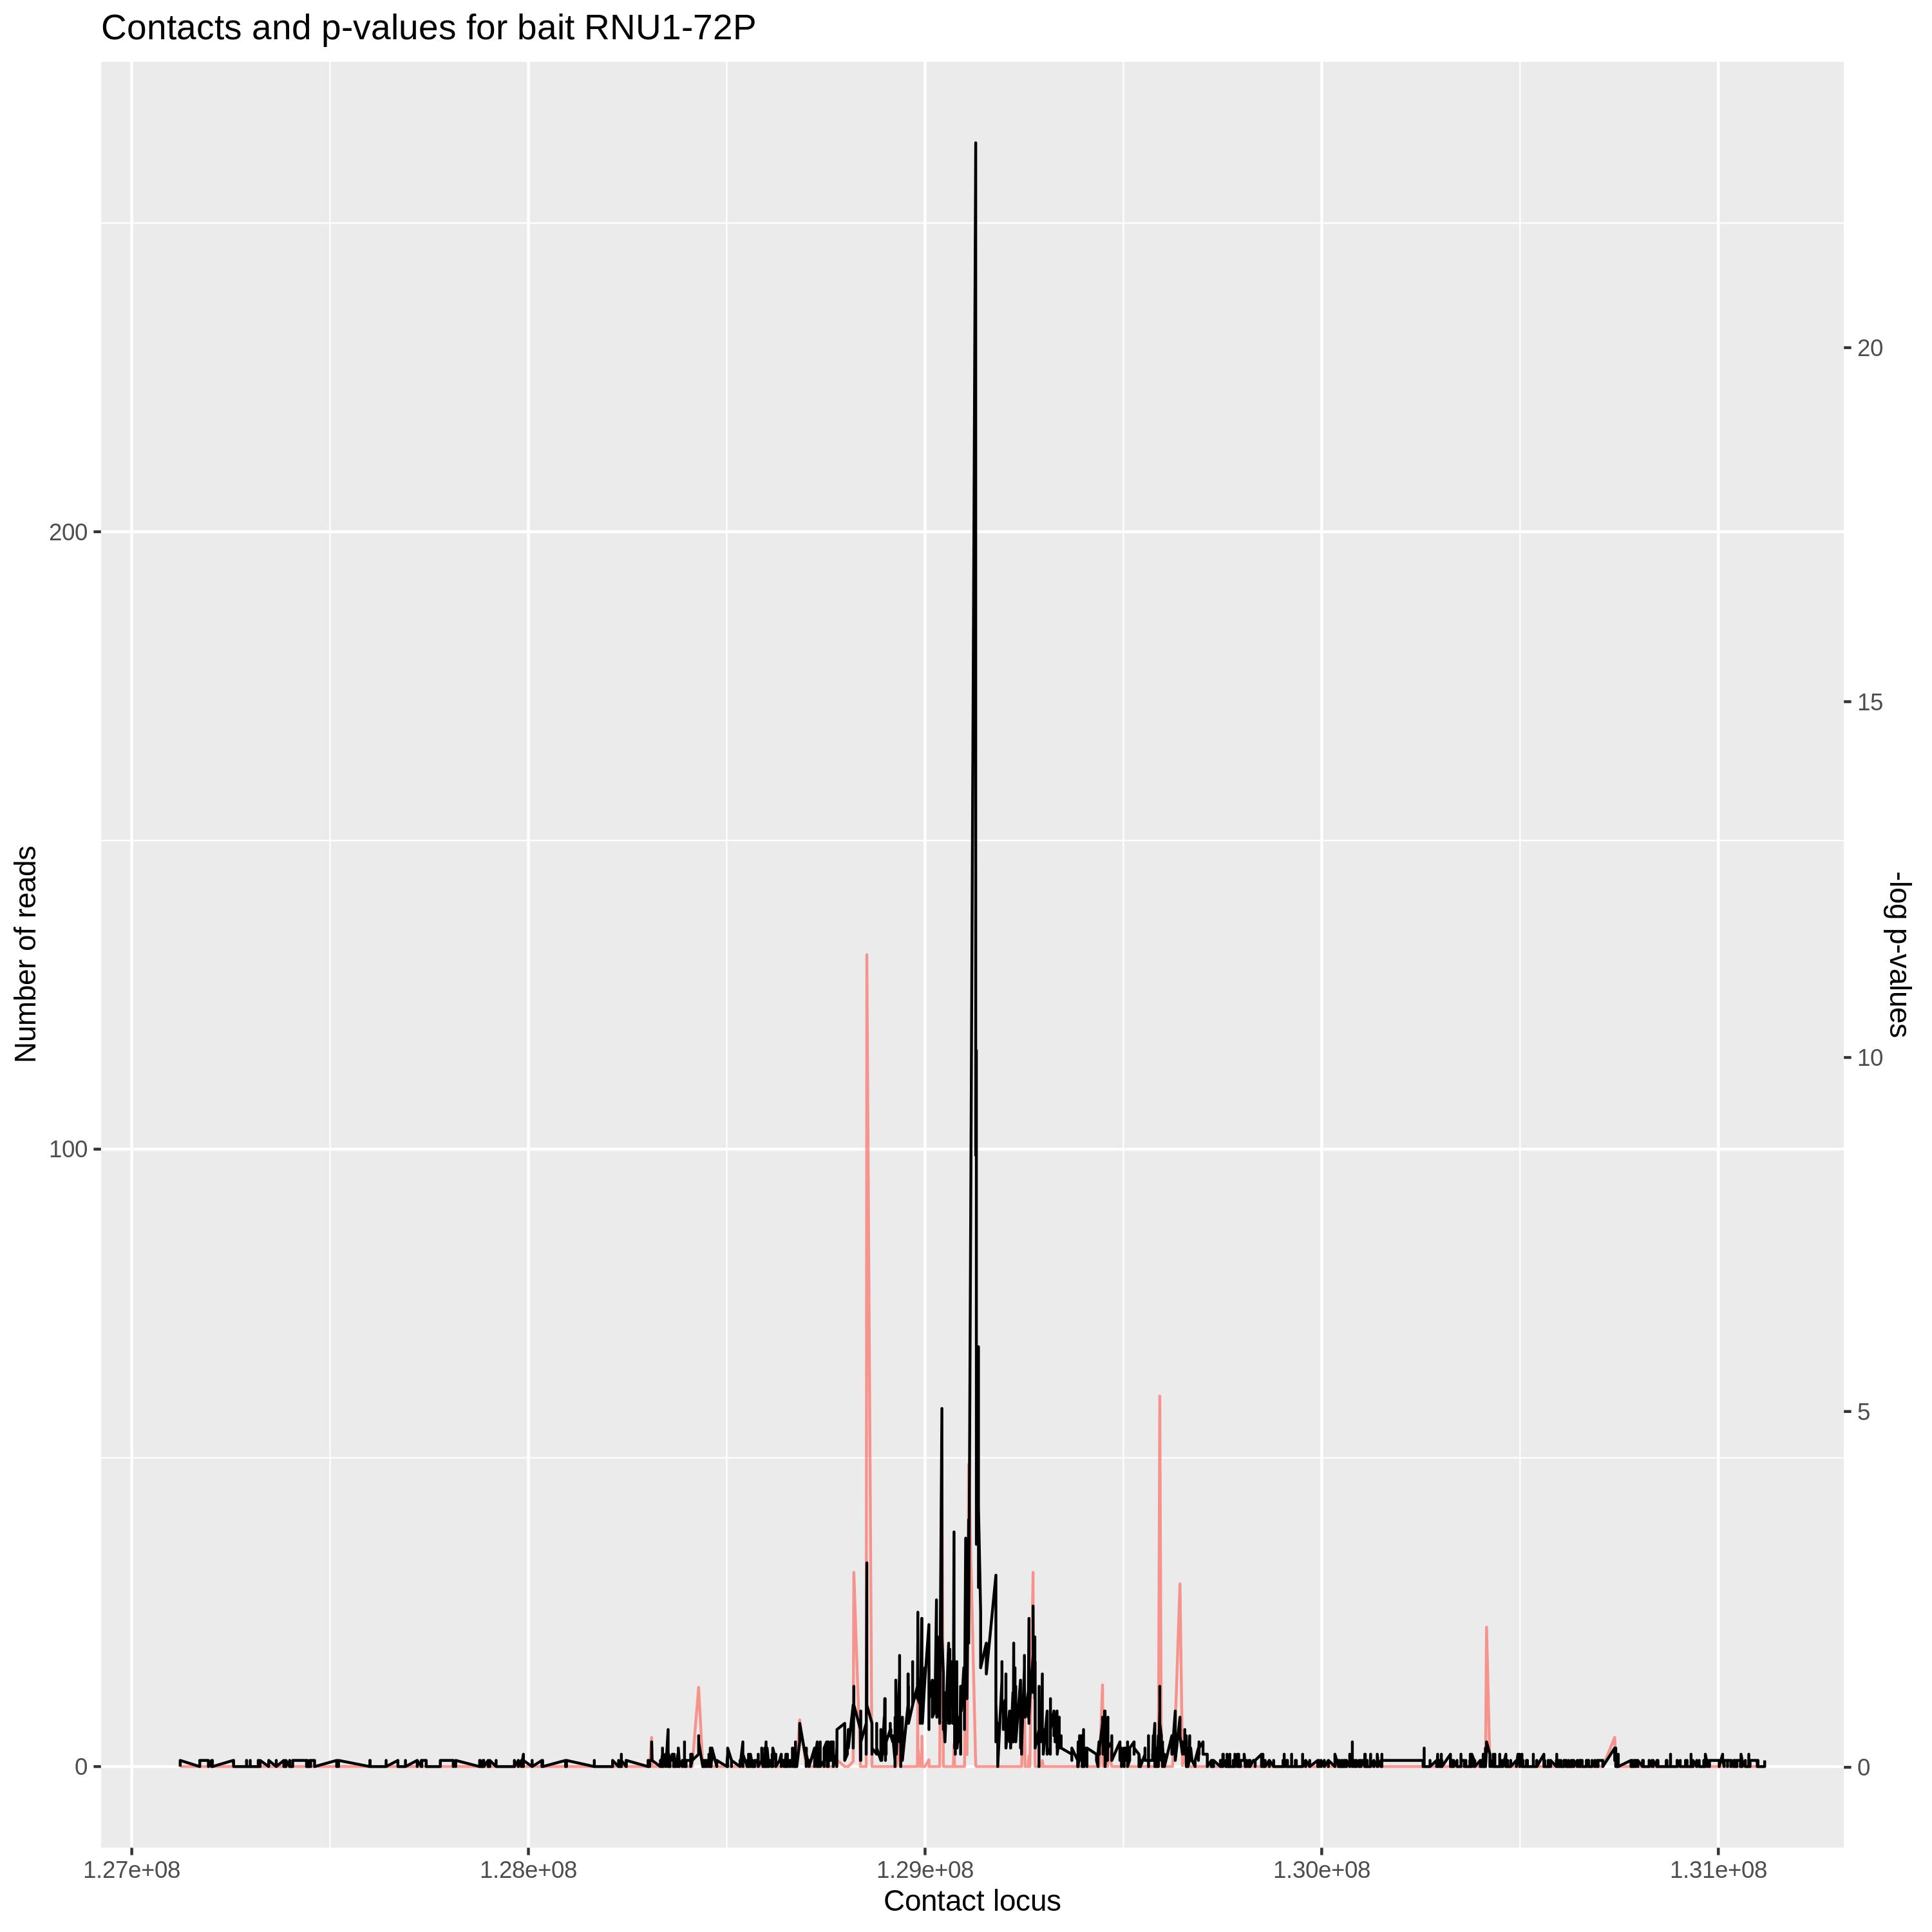 Contacts and p-values for bait RNU1-72P
Number of reads
200
100
0
20
15
10
5
0
-log p-values
1.27e+08
1.28e+08
1.29e+08
1.30e+08
1.31e+08
Contact locus